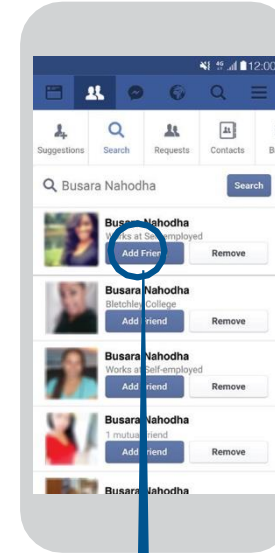 12:00
Suggestions
Search
Requests
Contacts
B
Busara Nahodha
Search
Busara Nahodha
Works at Self-employed
Add Friend
Remove
Busara Nahodha
Bletchley College
Add Friend
Remove
Busara Nahodha
Works at Self-employed
Add Friend
Remove
Busara Nahodha
1 mutual friend
Add Friend
Remove
Busara Nahodha